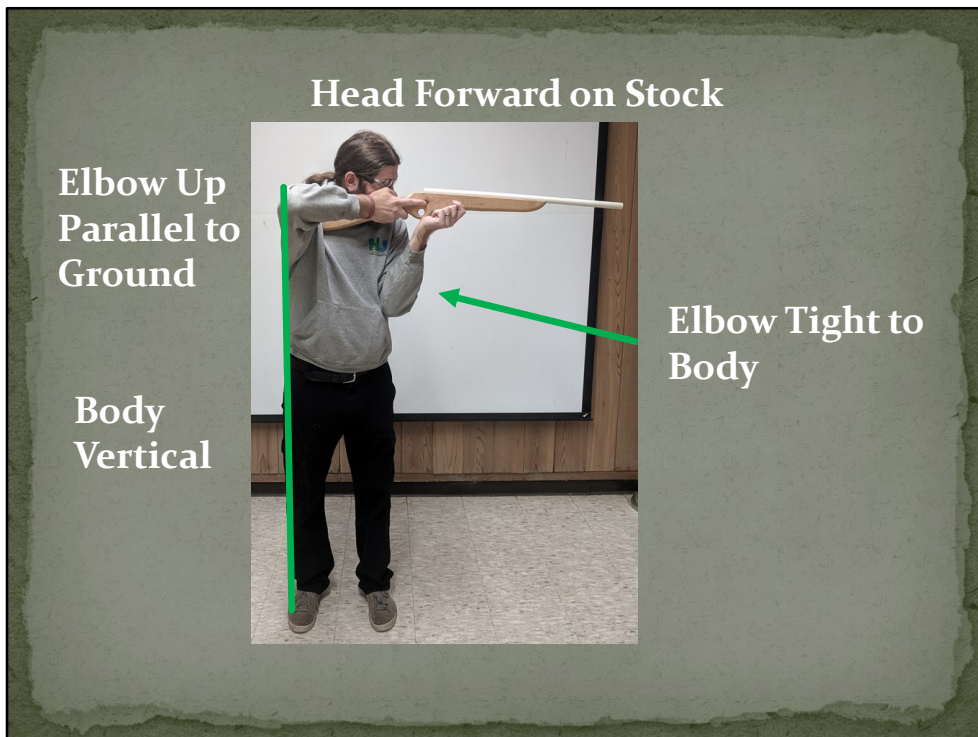 Head Forward on Stock
Elbow Up
Parallel to
Ground
Elbow Tight to
Body
Body
Vertical